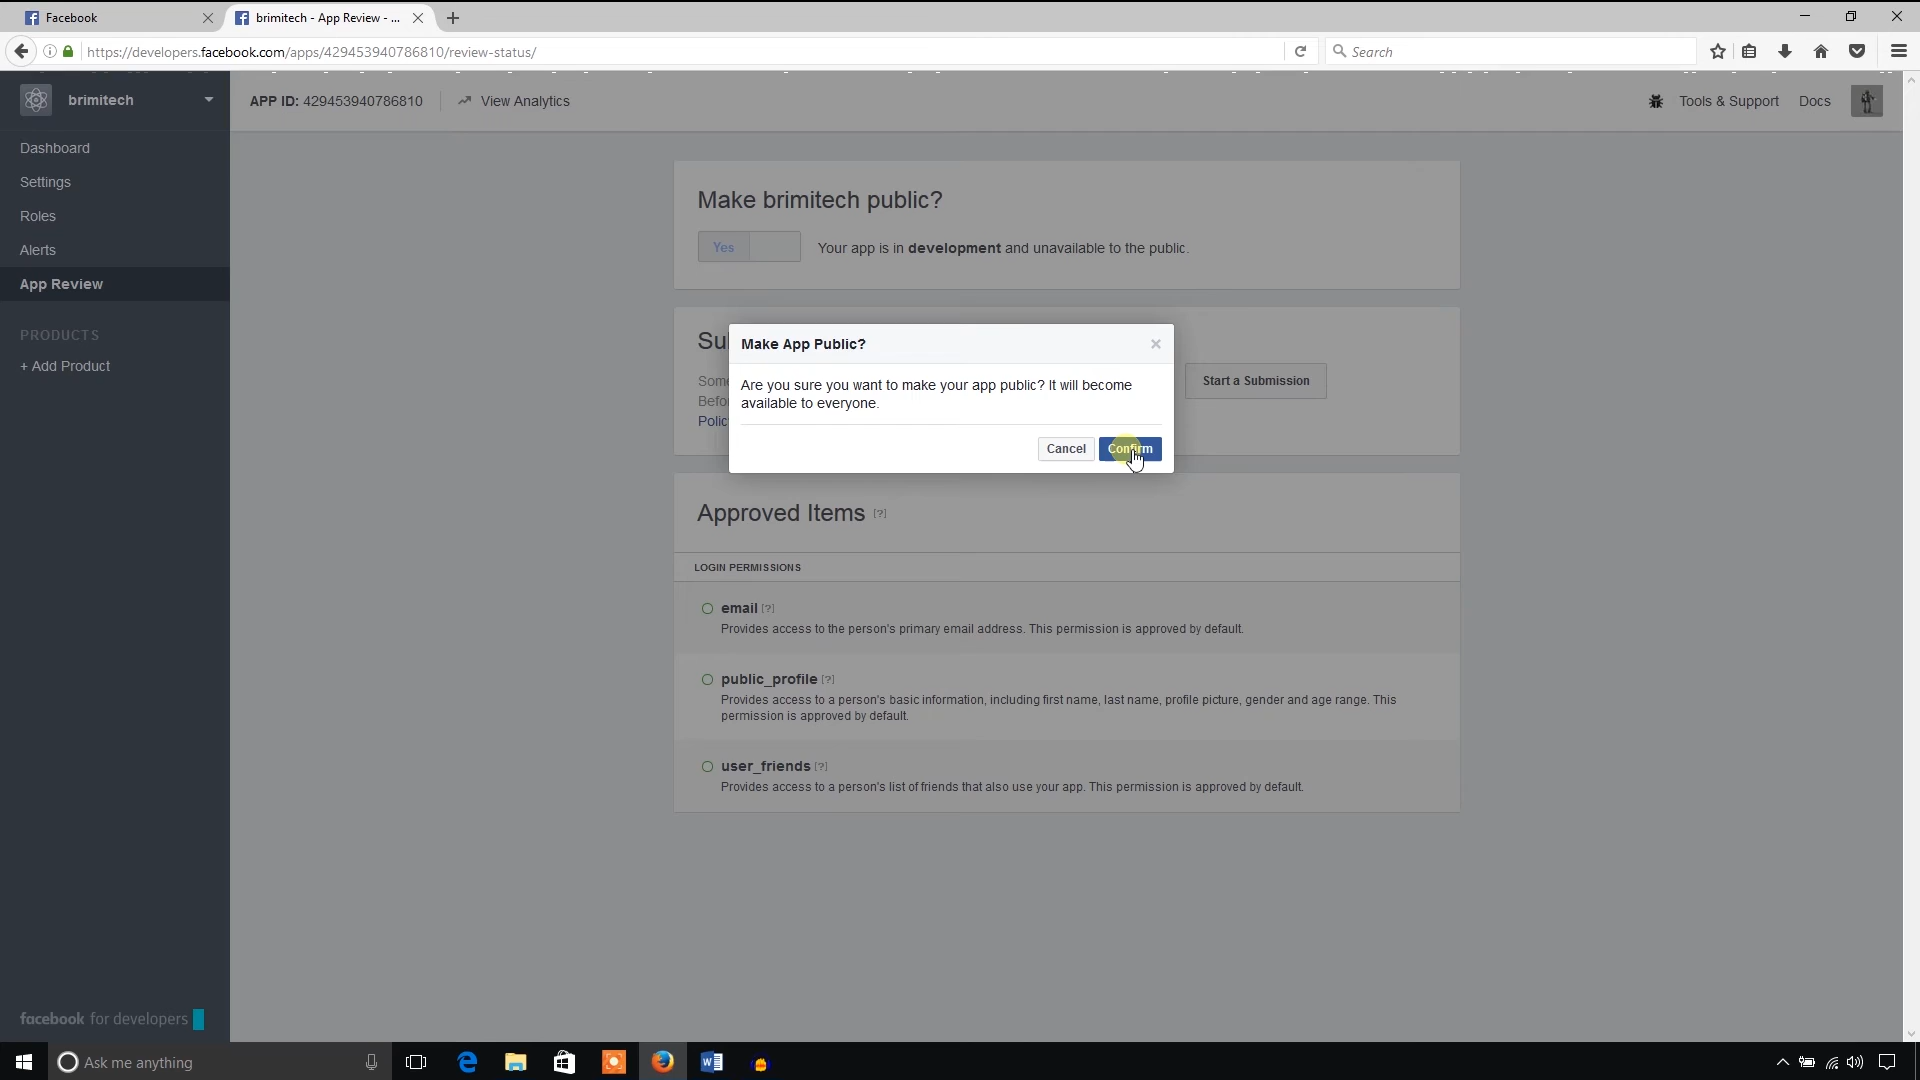 Facebook
brimitech - App Review - ...
https://developers.facebook.com/apps/429453940786810/review-status/
Search
brimitech
APP ID: 429453940786810
View Analytics
Tools & Support
Docs
Dashboard
Settings
Roles
Alerts
App Review
PRODUCTS
+ Add Product
Make brimitech public?
Yes
Your app is in development and unavailable to the public.
Su
Some
Befo
Polic
Start a Submission
Make App Public?
×
Are you sure you want to make your app public? It will become
available to everyone.
Cancel
Confirm
Approved Items [?]
LOGIN PERMISSIONS
email [?]
Provides access to the person's primary email address. This permission is approved by default.
public_profile [?]
Provides access to a person's basic information, including first name, last name, profile picture, gender and age range. This
permission is approved by default.
user_friends [?]
Provides access to a person's list of friends that also use your app. This permission is approved by default.
facebook for developers
Ask me anything